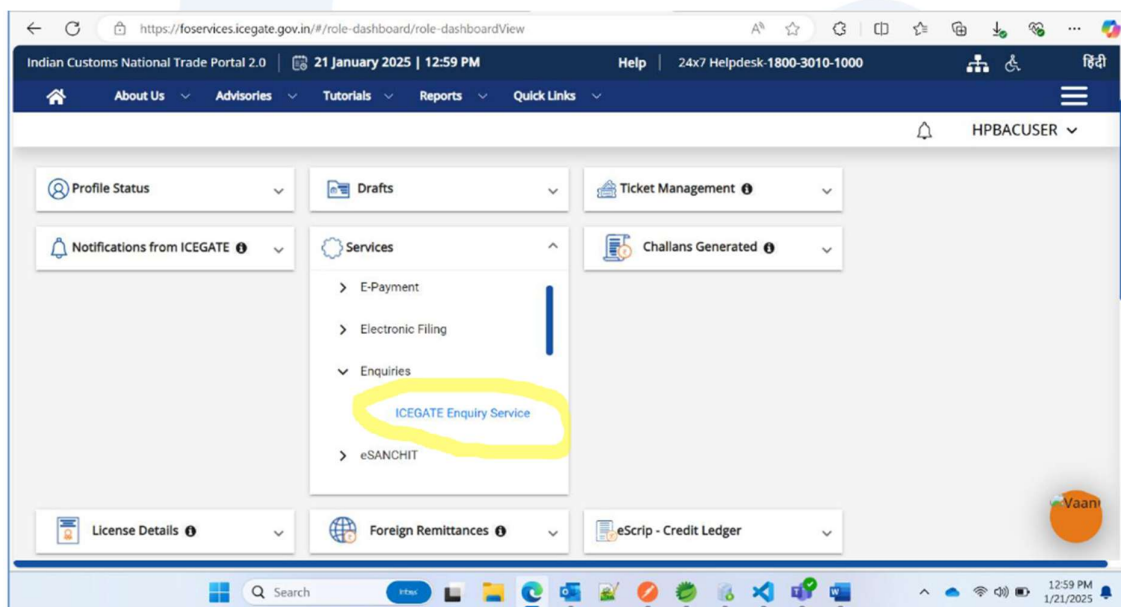 https://foservices.icegate.gov.in/#/role-dashboard/role-dashboardView
Indian Customs National Trade Portal 2.0 | 21 January 2025 | 12:59 PM Help | 24x7 Helpdesk-1800-3010-1000 हिंदी
About Us Advisories Tutorials Reports Quick Links
HPBACUSER
Profile Status Drafts Ticket Management
Notifications from ICEGATE Services Challans Generated
E-Payment
Electronic Filing
Enquiries
ICEGATE Enquiry Service
eSANCHIT
Vaani
License Details Foreign Remittances eScrip - Credit Ledger
Search
12:59 PM
1/21/2025